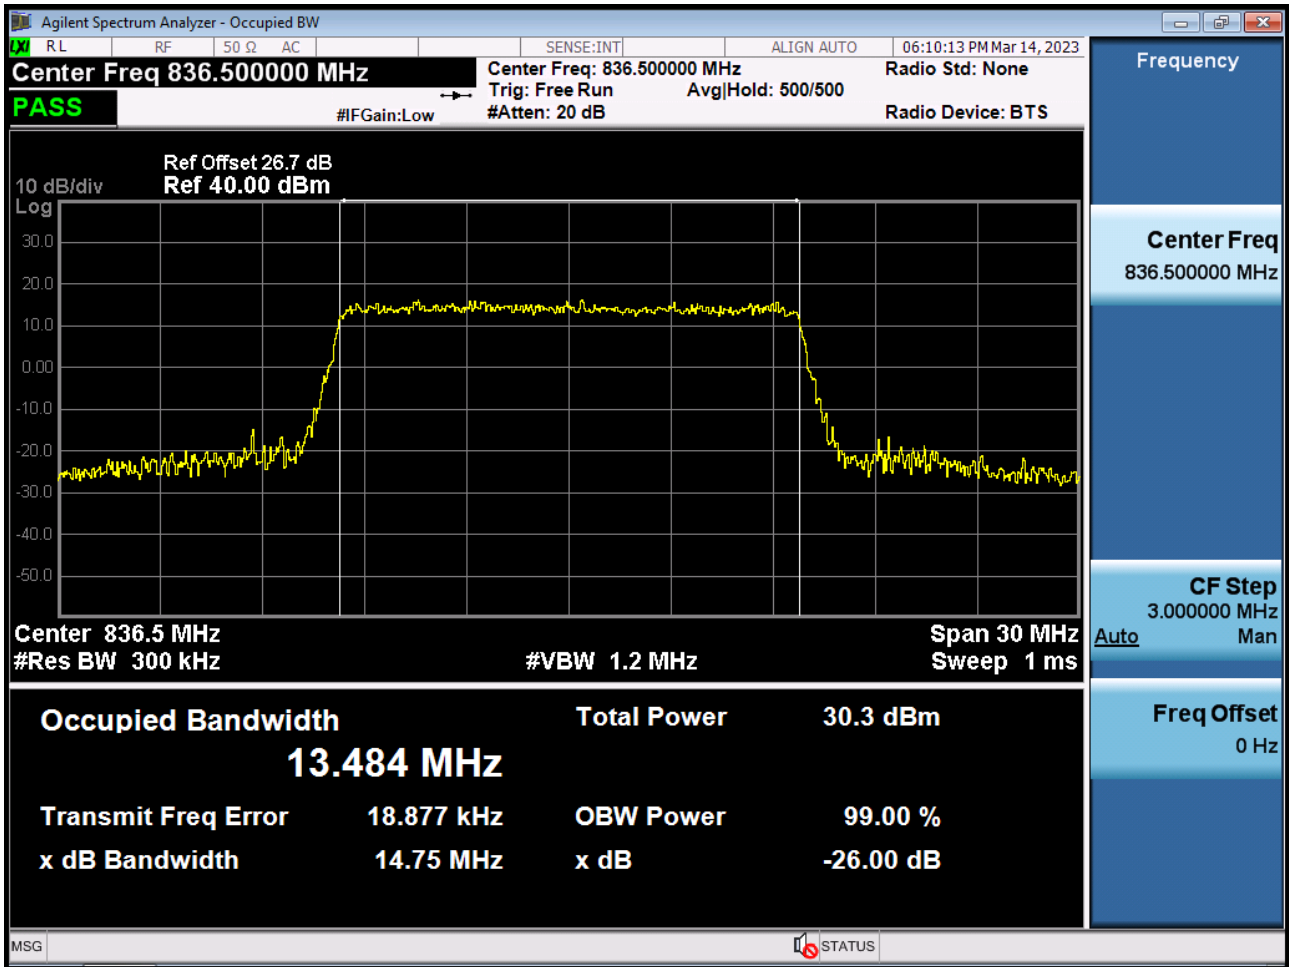 Agilent Spectrum Analyzer - Occupied BW
LXI RL RF 50 Ω AC SENSE:INT ALIGN AUTO 06:10:13 PM Mar 14, 2023
Center Freq 836.500000 MHz
Center Freq: 836.500000 MHz
Radio Std: None
Trig: Free Run
Avg|Hold: 500/500
PASS
#IFGain:Low
#Atten: 20 dB
Radio Device: BTS
Ref Offset 26.7 dB
10 dB/div
Ref 40.00 dBm
Log
30.0
20.0
10.0
0.00
-10.0
-20.0
-30.0
-40.0
-50.0
Center 836.5 MHz
Span 30 MHz
#Res BW 300 kHz
#VBW 1.2 MHz
Sweep 1 ms
Occupied Bandwidth
Total Power 30.3 dBm
13.484 MHz
Transmit Freq Error 18.877 kHz
OBW Power 99.00 %
x dB Bandwidth 14.75 MHz
x dB -26.00 dB
Frequency
Center Freq
836.500000 MHz
CF Step
3.000000 MHz
Auto Man
Freq Offset
0 Hz
MSG
STATUS